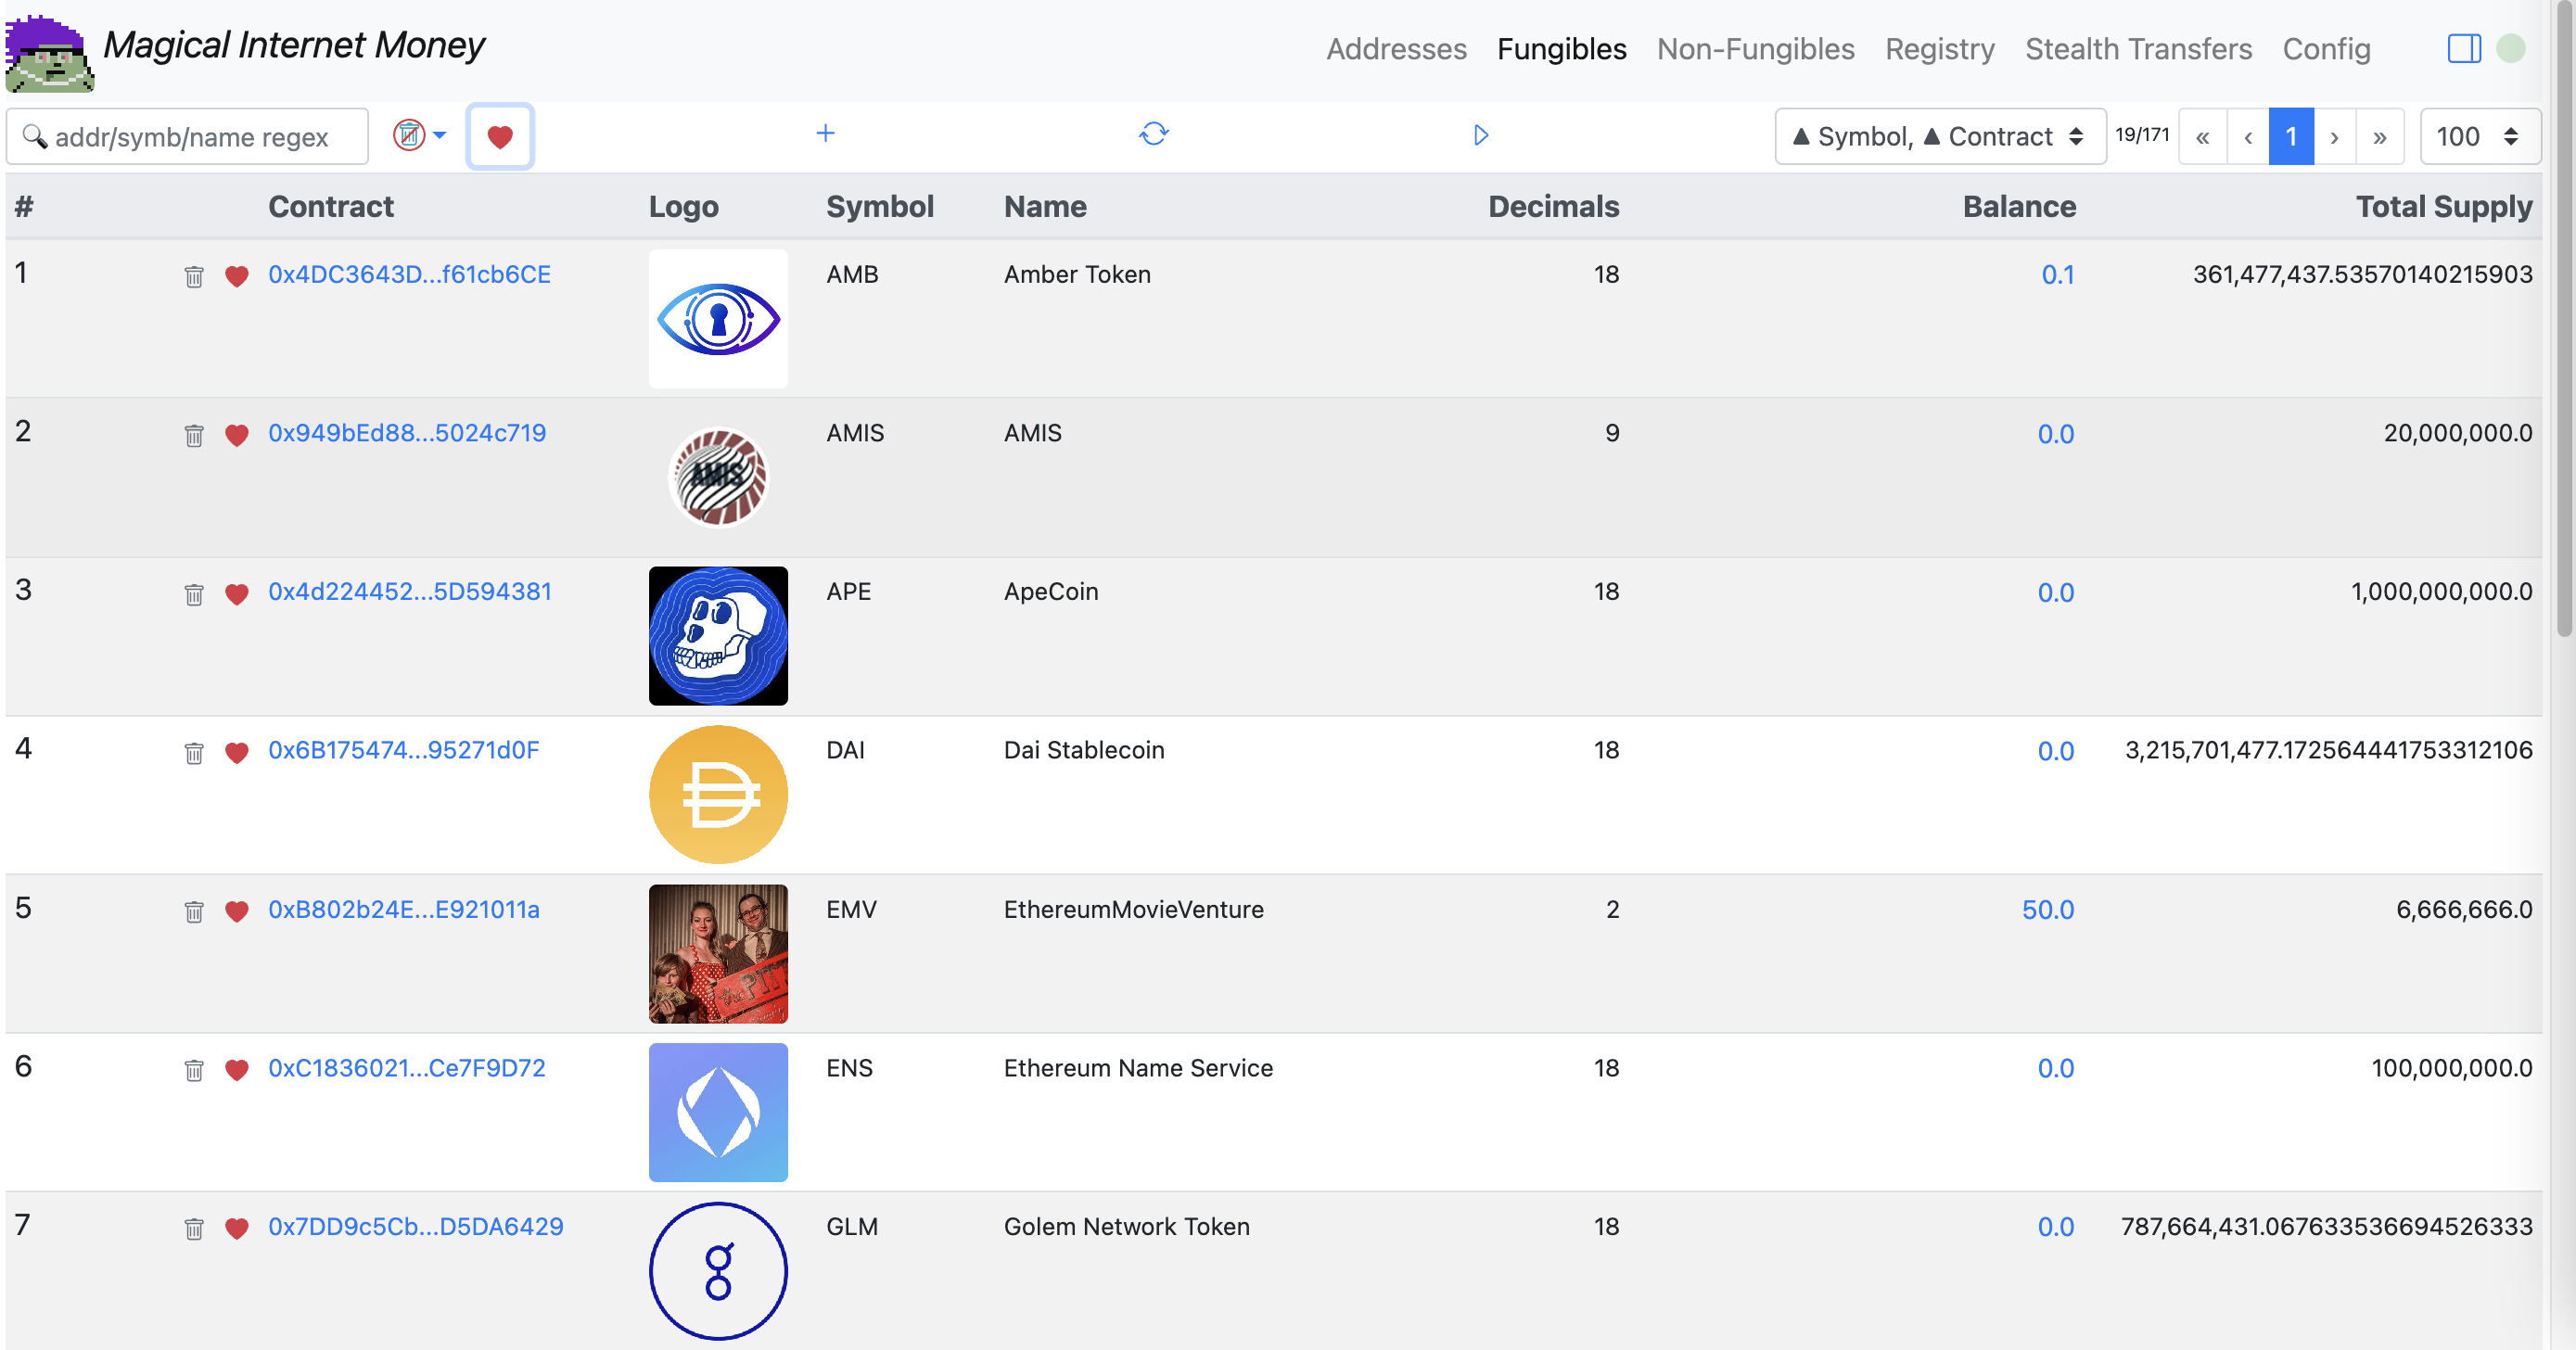 Magical Internet Money
Addresses Fungibles Non-Fungibles Registry Stealth Transfers Config
addr/symb/name regex ▲ Symbol, ▲ Contract 19/171 « ‹ 1 › » 100
# Contract Logo Symbol Name Decimals Balance Total Supply
1 0x4DC3643D...f61cb6CE AMB Amber Token 18 0.1 361,477,437.53570140215903
2 0x949bEd88...5024c719 AMIS AMIS AMIS 9 0.0 20,000,000.0
3 0x4d224452...5D594381 APE ApeCoin 18 0.0 1,000,000,000.0
4 0x6B175474...95271d0F DAI Dai Stablecoin 18 0.0 3,215,701,477.172564441753312106
5 0xB802b24E...E921011a EMV EthereumMovieVenture 2 50.0 6,666,666.0
6 0xC1836021...Ce7F9D72 ENS Ethereum Name Service 18 0.0 100,000,000.0
7 0x7DD9c5Cb...D5DA6429 GLM Golem Network Token 18 0.0 787,664,431.067633536694526333